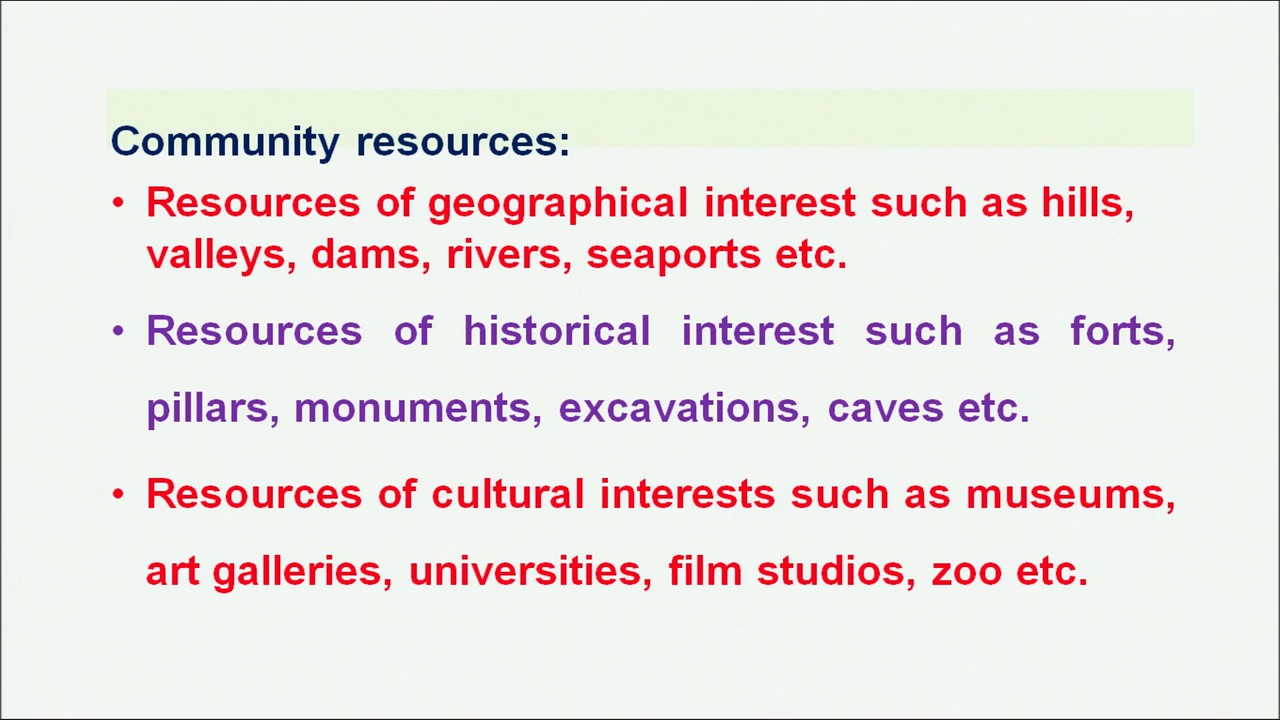 Community resources:
• Resources of geographical interest such as hills,
valleys, dams, rivers, seaports etc.
• Resources of historical interest such as forts,
pillars, monuments, excavations, caves etc.
• Resources of cultural interests such as museums,
art galleries, universities, film studios, zoo etc.